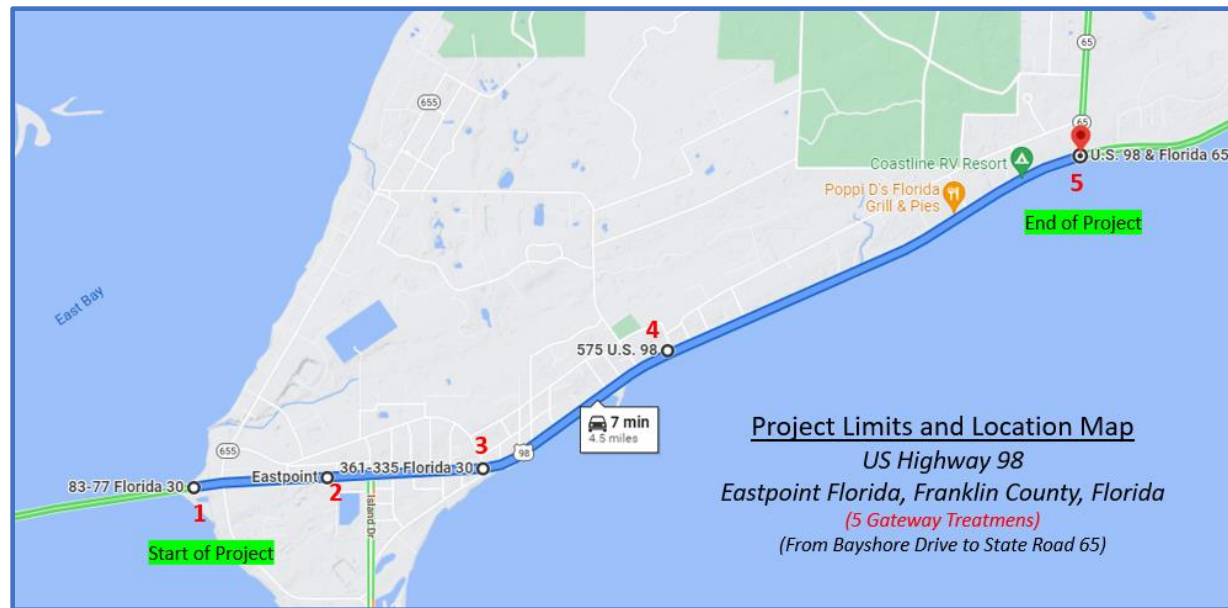 65
655
65
Coastline RV Resort
U.S. 98 & Florida 65
5
Poppi D's Florida
Grill & Pies
End of Project
East Bay
4
575 U.S. 98
7 min
4.5 miles
Project Limits and Location Map
US Highway 98
Eastpoint Florida, Franklin County, Florida
(5 Gateway Treatmens)
(From Bayshore Drive to State Road 65)
3
98
655
361-335 Florida 30
Eastpoint
2
83-77 Florida 30
1
Island Dr
Start of Project